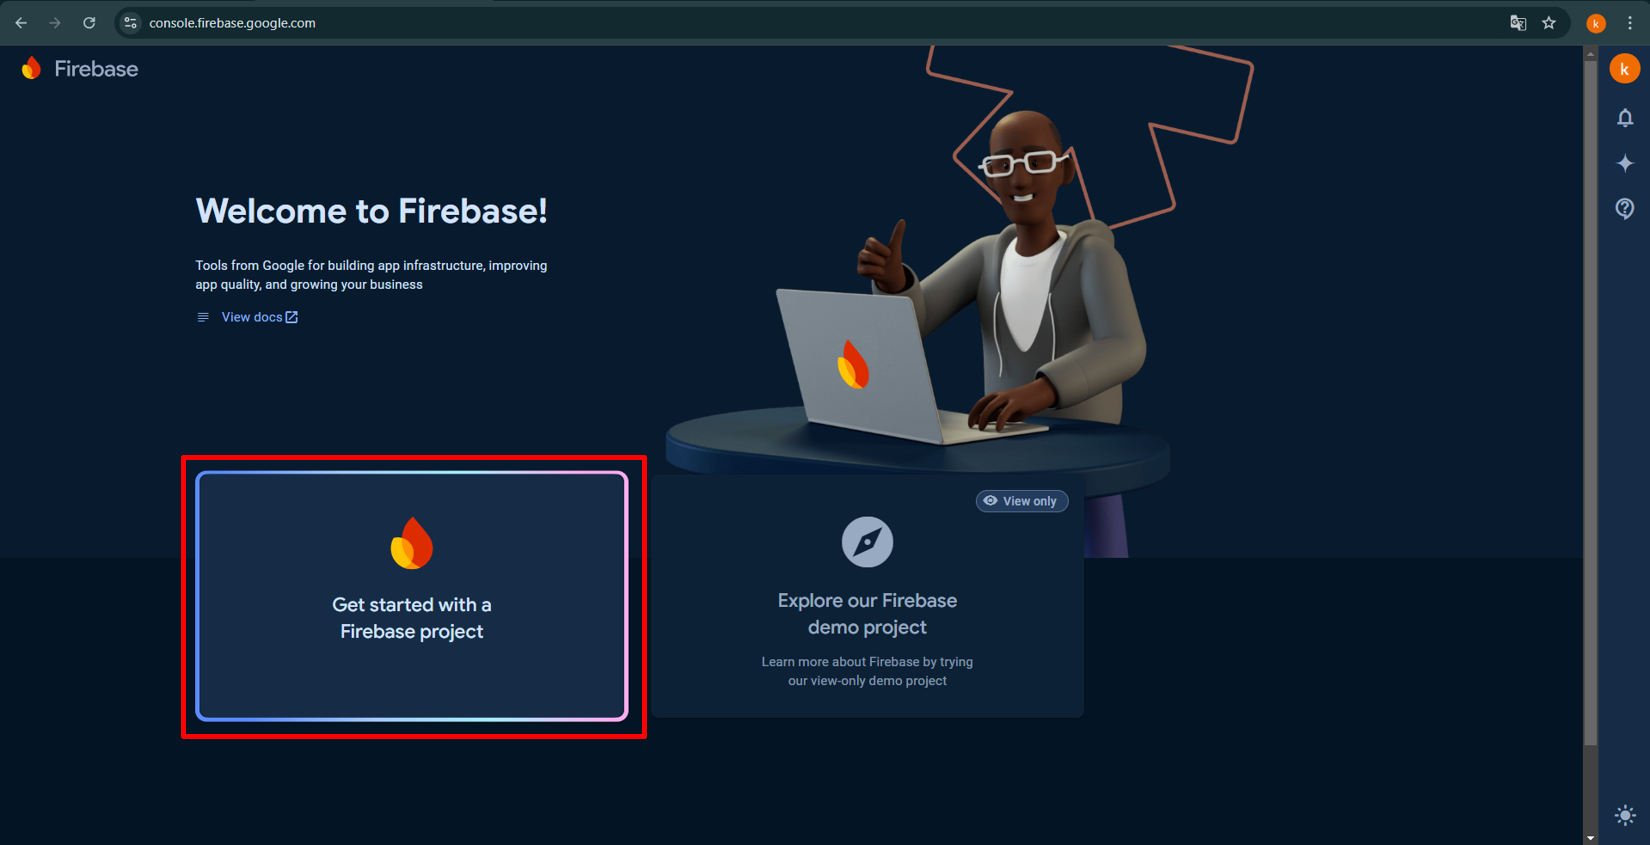 console.firebase.google.com
k
Firebase
k
Welcome to Firebase!
Tools from Google for building app infrastructure, improving
app quality, and growing your business
View docs
View only
Get started with a
Firebase project
Explore our Firebase
demo project
Learn more about Firebase by trying
our view-only demo project